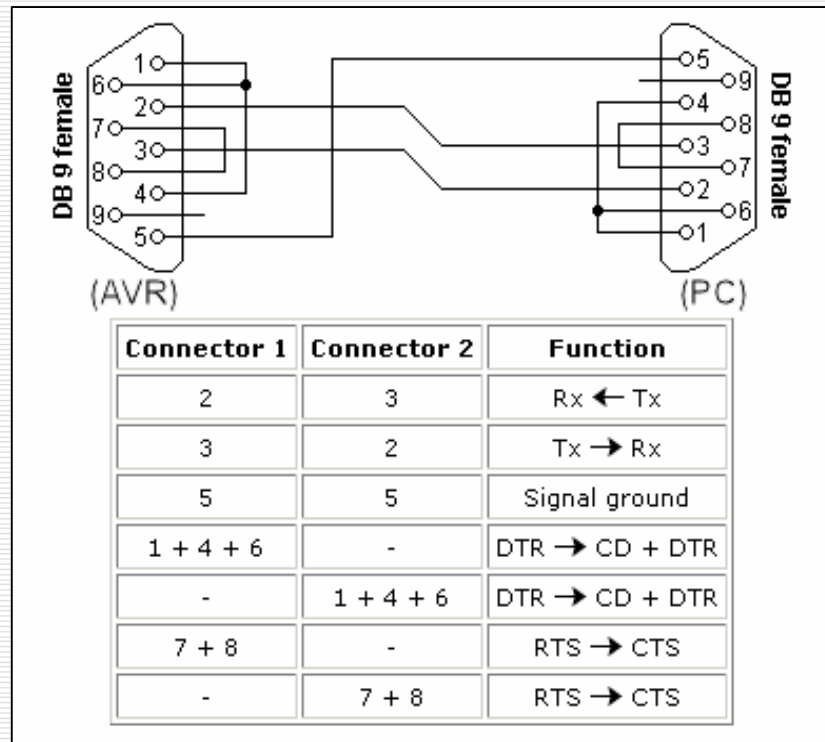 DB 9 female
1
6
2
7
3
8
4
9
5
(AVR)
5
9
4
8
3
7
2
6
1
DB 9 female
(PC)
Connector 1 Connector 2 Function
2 3 Rx ← Tx
3 2 Tx → Rx
5 5 Signal ground
1 + 4 + 6 - DTR → CD + DTR
- 1 + 4 + 6 DTR → CD + DTR
7 + 8 - RTS → CTS
- 7 + 8 RTS → CTS